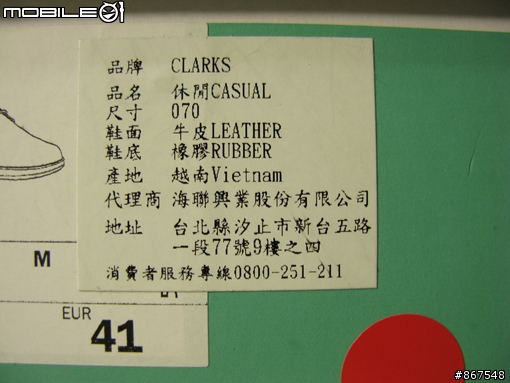 MOBILE01
品牌 CLARKS
品名 休閒CASUAL
尺寸 070
鞋面 牛皮LEATHER
鞋底 橡膠RUBBER
產地 越南Vietnam
代理商 海聯興業股份有限公司
地址 台北縣汐止市新台五路
一段77號9樓之四
消費者服務專線0800-251-211
M
EUR
41
#867548